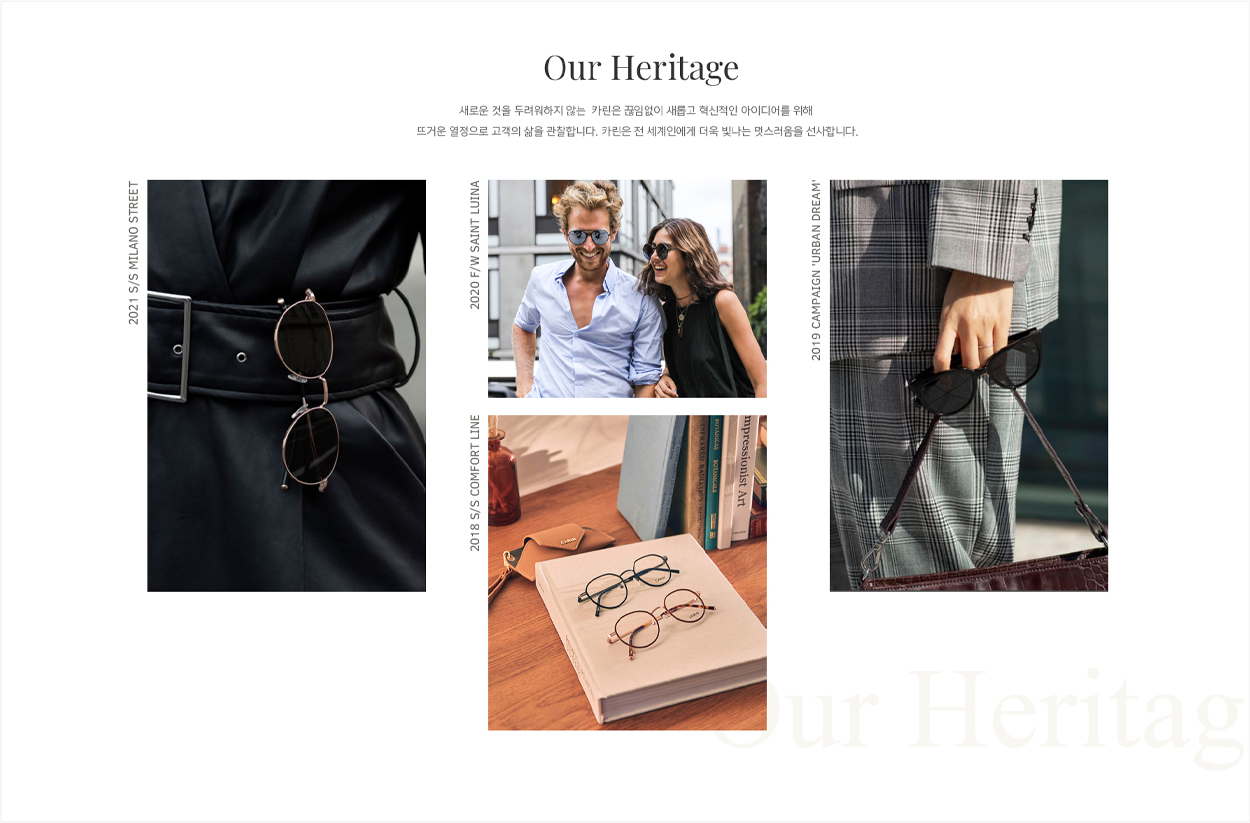 Our Heritage
새로운 것을 두려워하지 않는 카린은 끊임없이 새롭고 혁신적인 아이디어를 위해
뜨거운 열정으로 고객의 삶을 관찰합니다. 카린은 전 세계인에게 더욱 빛나는 멋스러움을 선사합니다.
2021 S/S MILANO STREET
2020 F/W SAINT LUINA
2018 S/S COMFORT LINE
BOTANICALS
BOTANICALS
Impressionist Art
CARIN
2019 CAMPAIGN 'URBAN DREAM'
Our Heritag